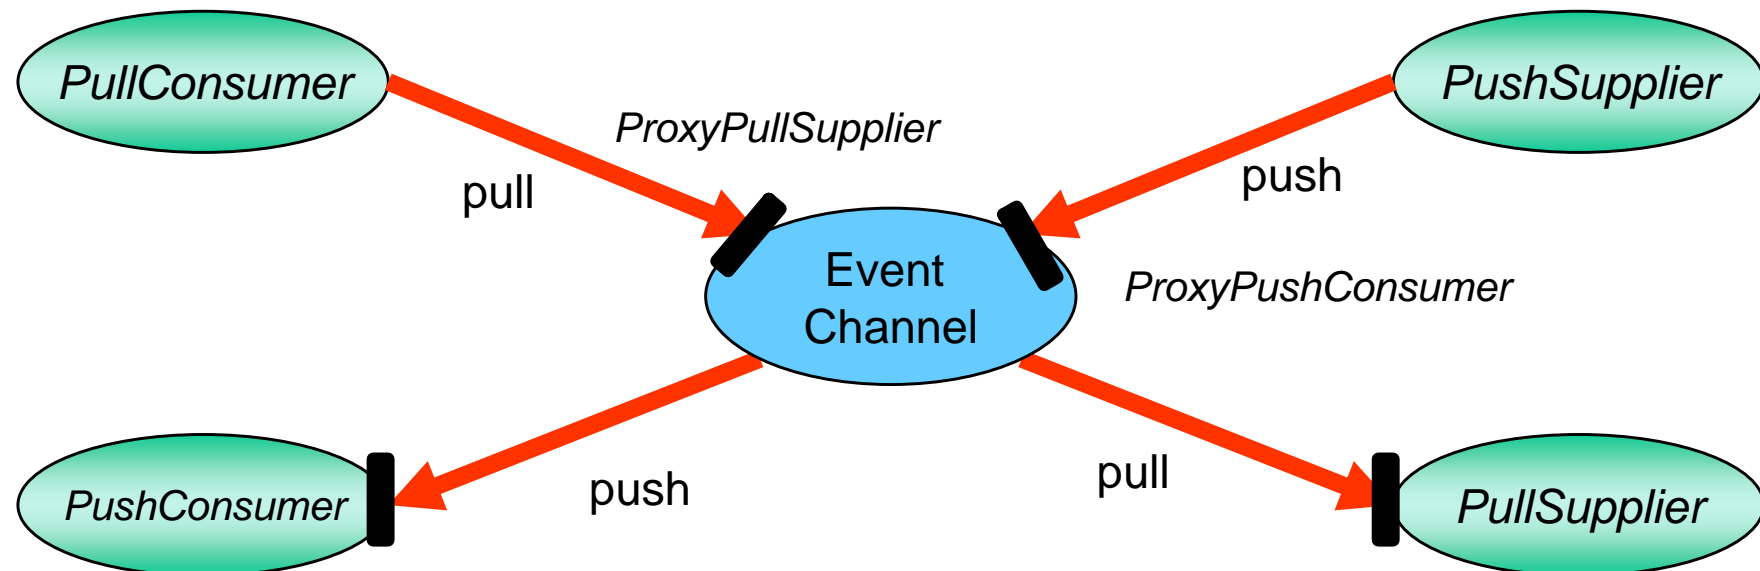 PullConsumer
PushSupplier
ProxyPullSupplier
pull
push
Event
Channel
ProxyPushConsumer
PushConsumer
push
pull
PullSupplier